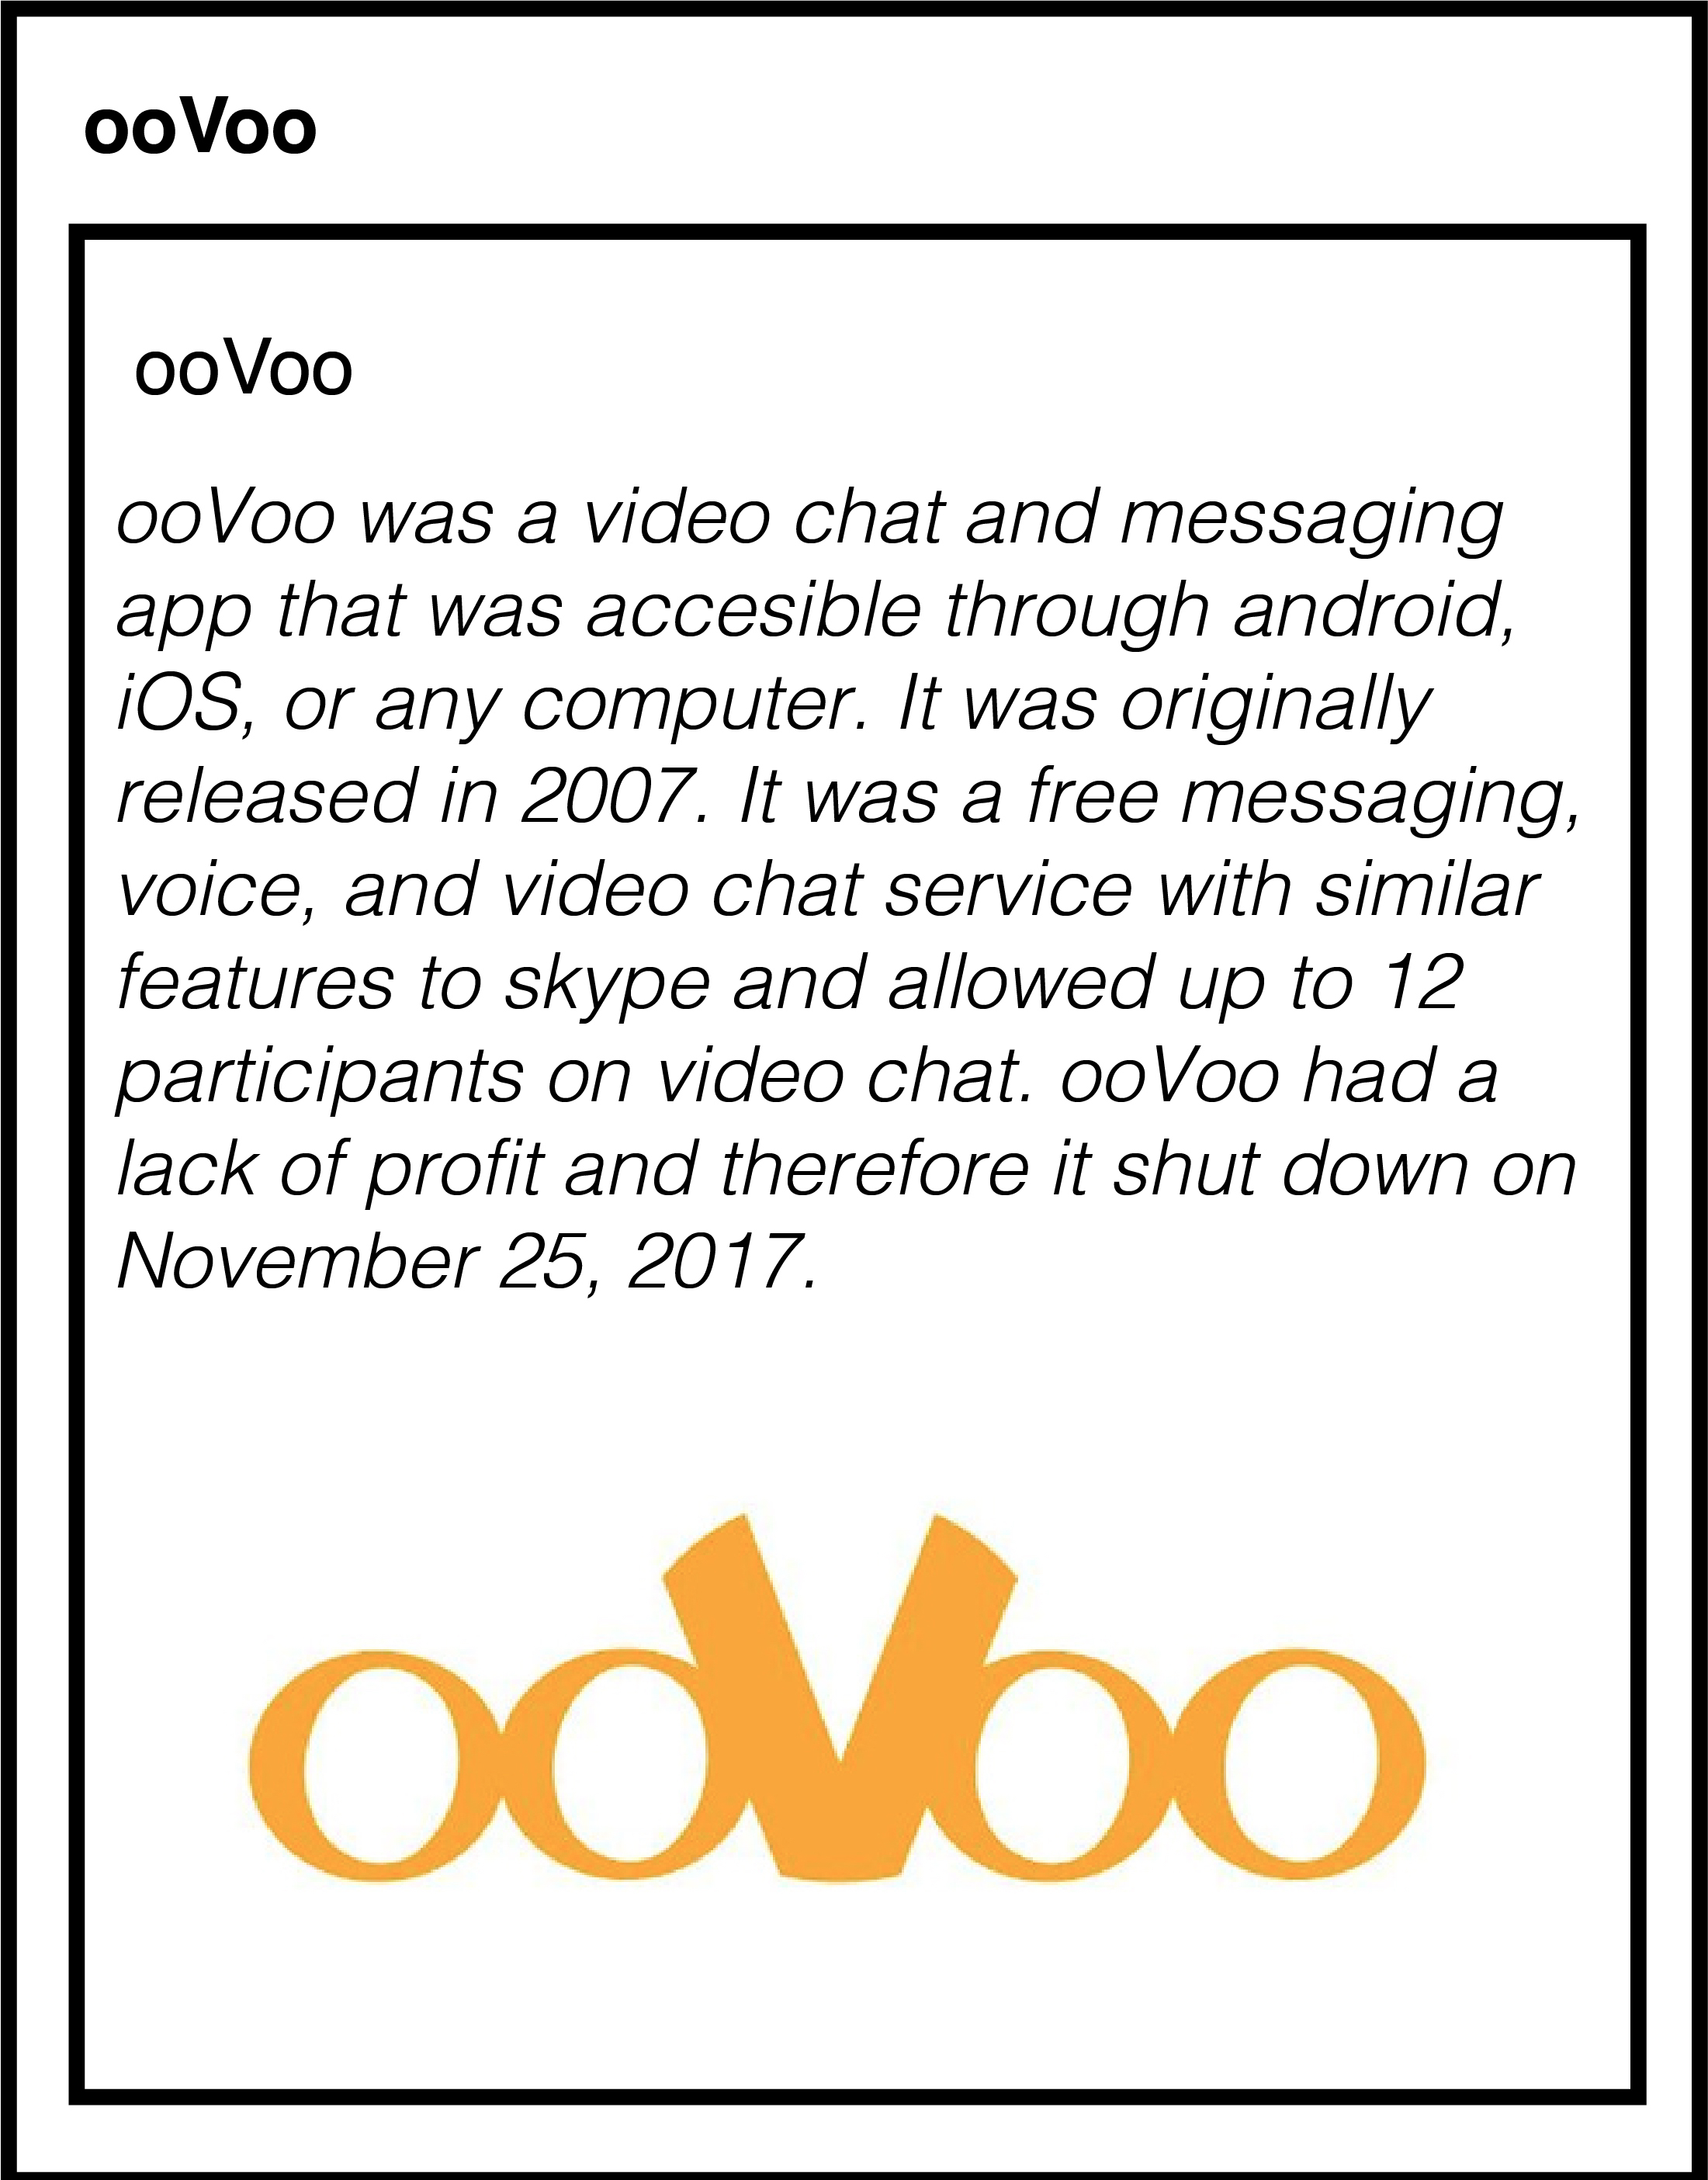 ooVoo
ooVoo
ooVoo was a video chat and messaging
app that was accesible through android,
iOS, or any computer. It was originally
released in 2007. It was a free messaging,
voice, and video chat service with similar
features to skype and allowed up to 12
participants on video chat. ooVoo had a
lack of profit and therefore it shut down on
November 25, 2017.
ooVoo